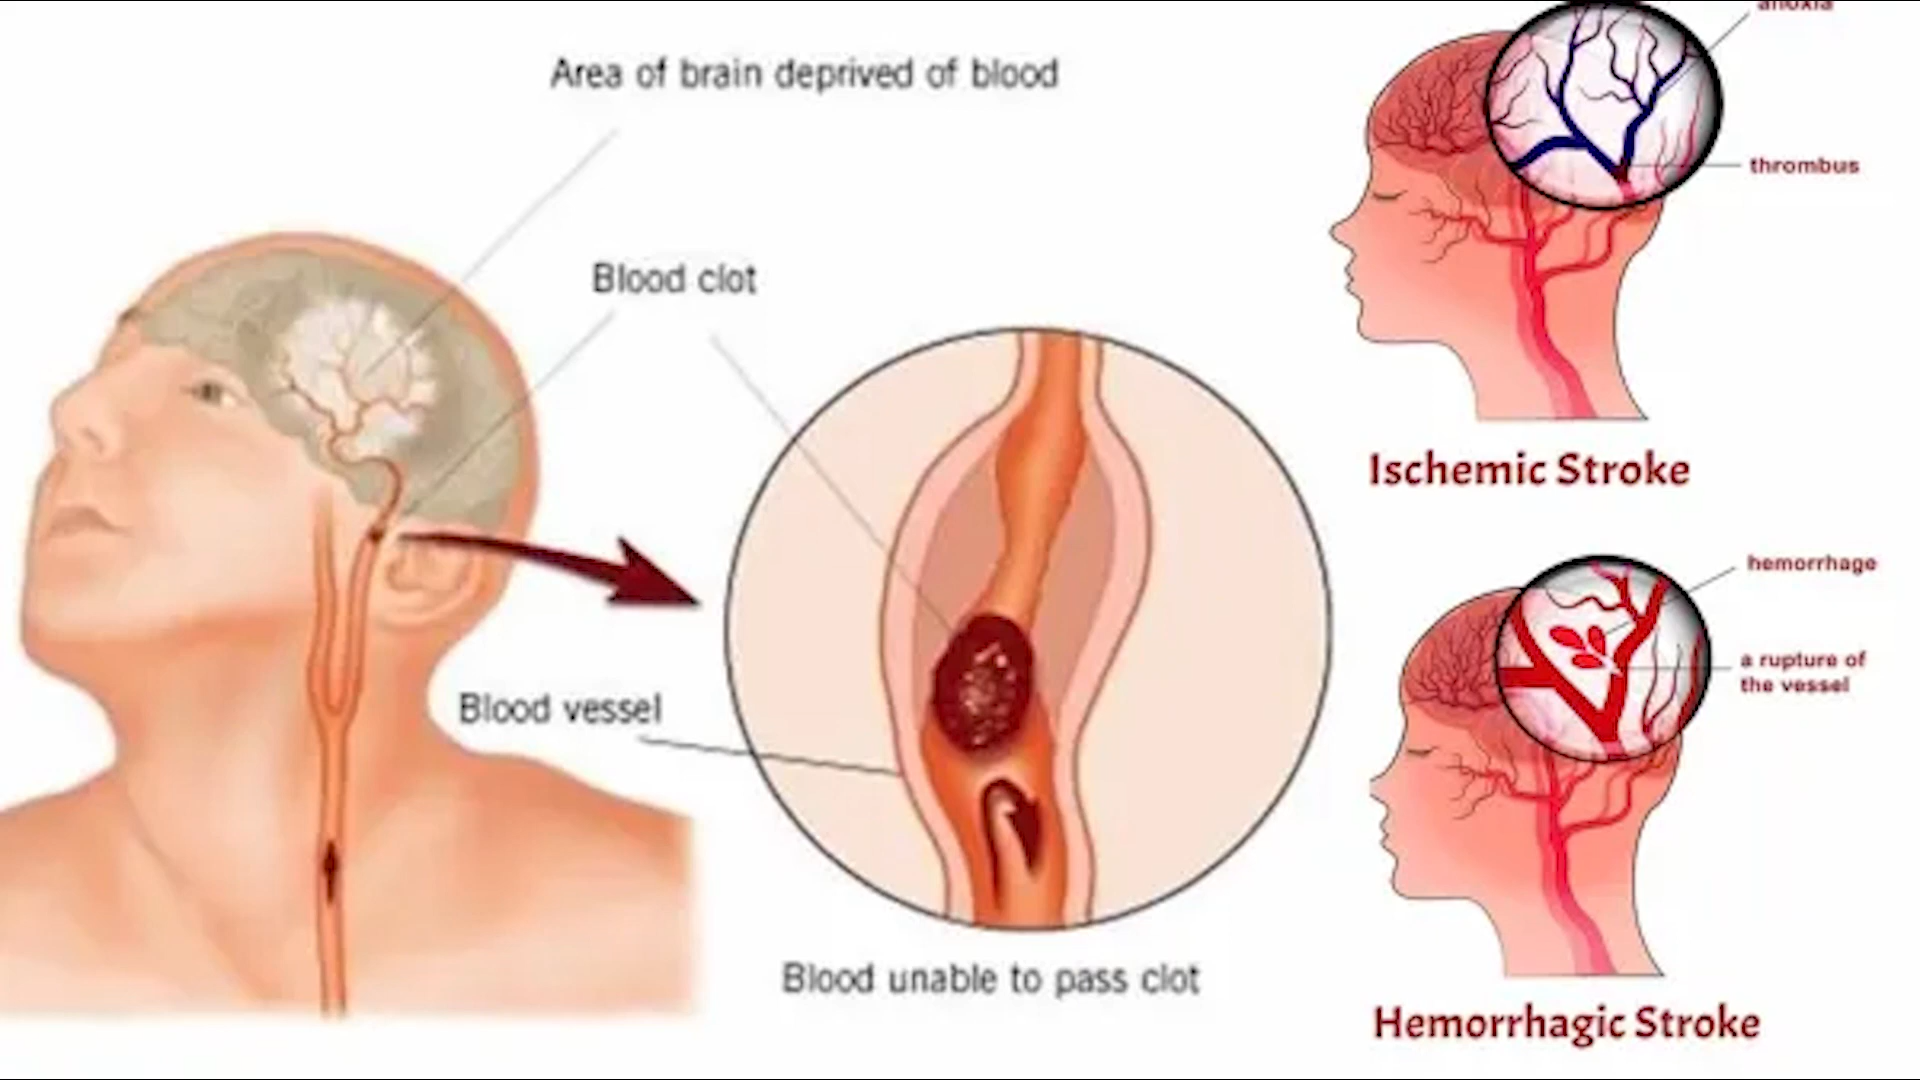 Area of brain deprived of blood
Blood clot
Blood vessel
Blood unable to pass clot
anoxia
thrombus
Ischemic Stroke
hemorrhage
a rupture of
the vessel
Hemorrhagic Stroke